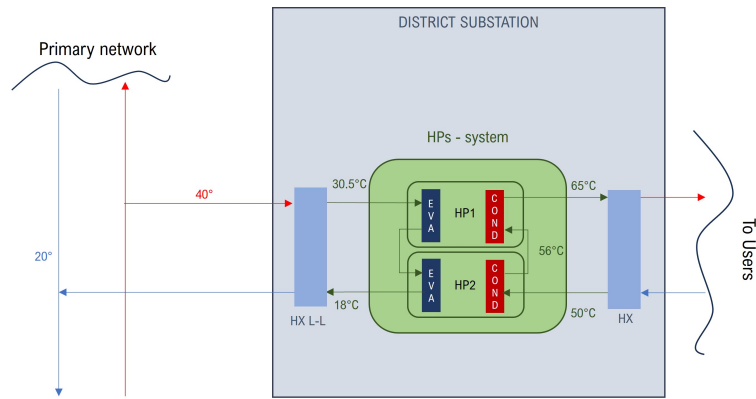 DISTRICT SUBSTATION
Primary network
HPs - system
40°
30.5°C
EVA
HP1
COND
65°C
20°
56°C
To Users
EVA
HP2
COND
18°C
50°C
HX L-L
HX